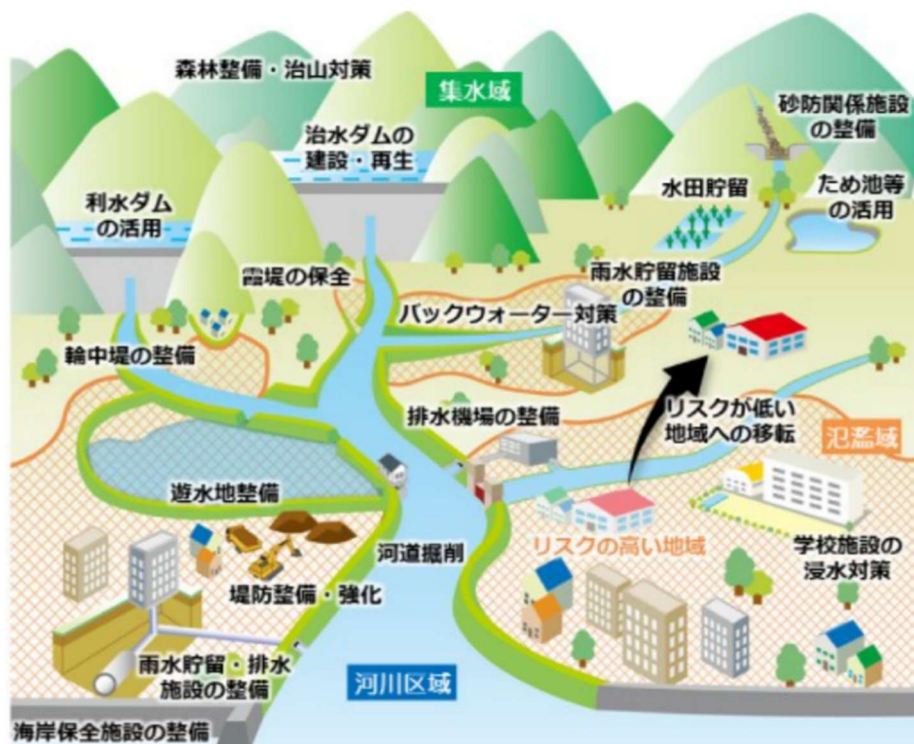 森林整備・治山対策
集水域
砂防関係施設
の整備
治水ダムの
建設・再生
水田貯留
ため池等
の活用
利水ダム
の活用
霞堤の保全
雨水貯留施設
の整備
バックウォーター対策
輪中堤の整備
排水機場の整備
リスクが低い
地域への移転
氾濫域
遊水地整備
河道掘削
リスクの高い地域
学校施設の
浸水対策
堤防整備・強化
雨水貯留・排水
施設の整備
河川区域
海岸保全施設の整備